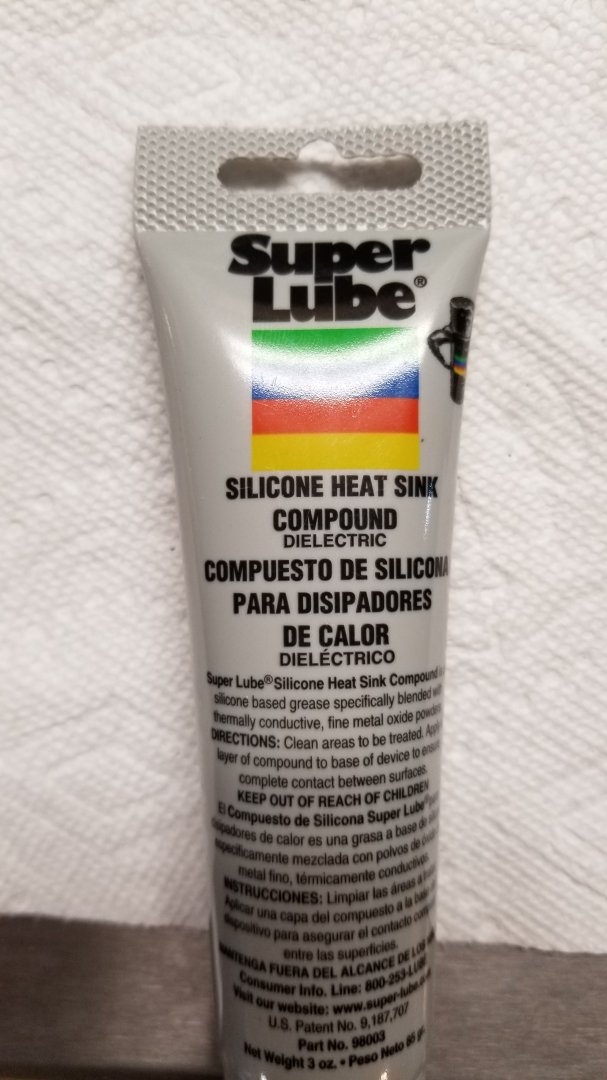 Super
Lube®
SILICONE HEAT SINK
COMPOUND
DIELECTRIC
COMPUESTO DE SILICONA
PARA DISIPADORES
DE CALOR
DIELÉCTRICO
Super Lube® Silicone Heat Sink Compound
silicone based grease specifically blended
thermally conductive, fine metal oxide
DIRECTIONS: Clean areas to be treated.
layer of compound to base of device to
complete contact between surfaces.
KEEP OUT OF REACH OF CHILDREN
El Compuesto de Silicona Super Lube®
de calor es una grasa a base de
específicamente mezclada con polvos de
metal fino, térmicamente conductivos.
INSTRUCCIONES: Limpiar las áreas a
Aplicar una capa del compuesto a la
dispositivo para asegurar el contacto
entre las superficies.
MANTENGA FUERA DEL ALCANCE DE LOS
Consumer Info. Line: 800-253-LUBE
Visit our website: www.super-lube.
U.S. Patent No. 9,187,707
Part No. 98003
Net Weight 3 oz. • Peso Neto 85 gr.